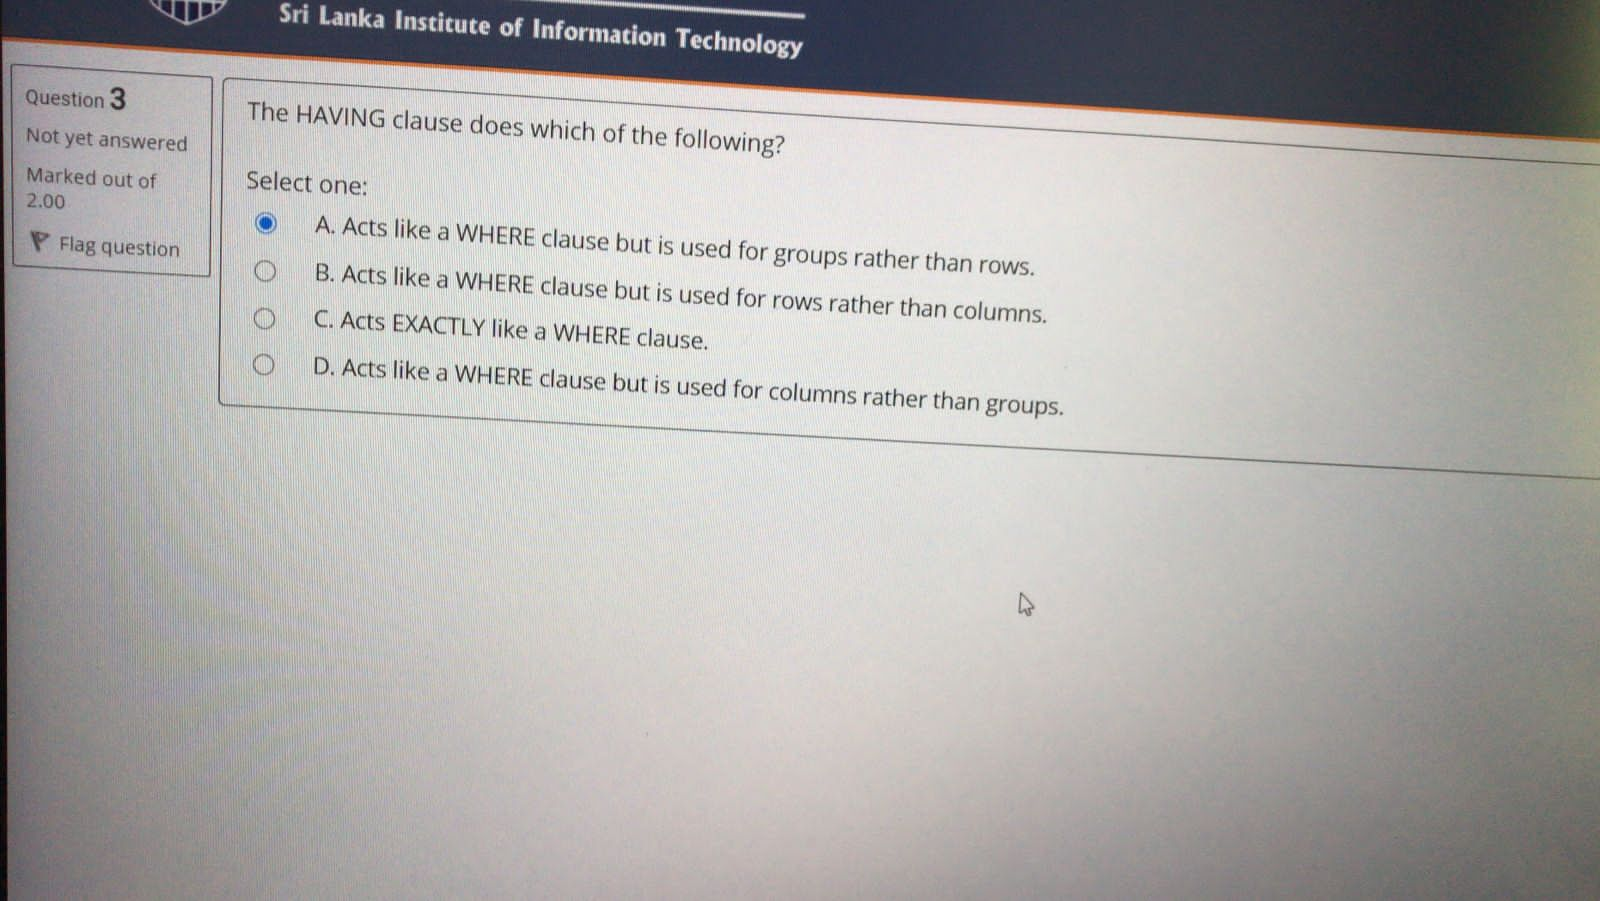 Sri Lanka Institute of Information Technology
Question 3
Not yet answered
Marked out of
2.00
Flag question
The HAVING clause does which of the following?
Select one:
A. Acts like a WHERE clause but is used for groups rather than rows.
B. Acts like a WHERE clause but is used for rows rather than columns.
C. Acts EXACTLY like a WHERE clause.
D. Acts like a WHERE clause but is used for columns rather than groups.